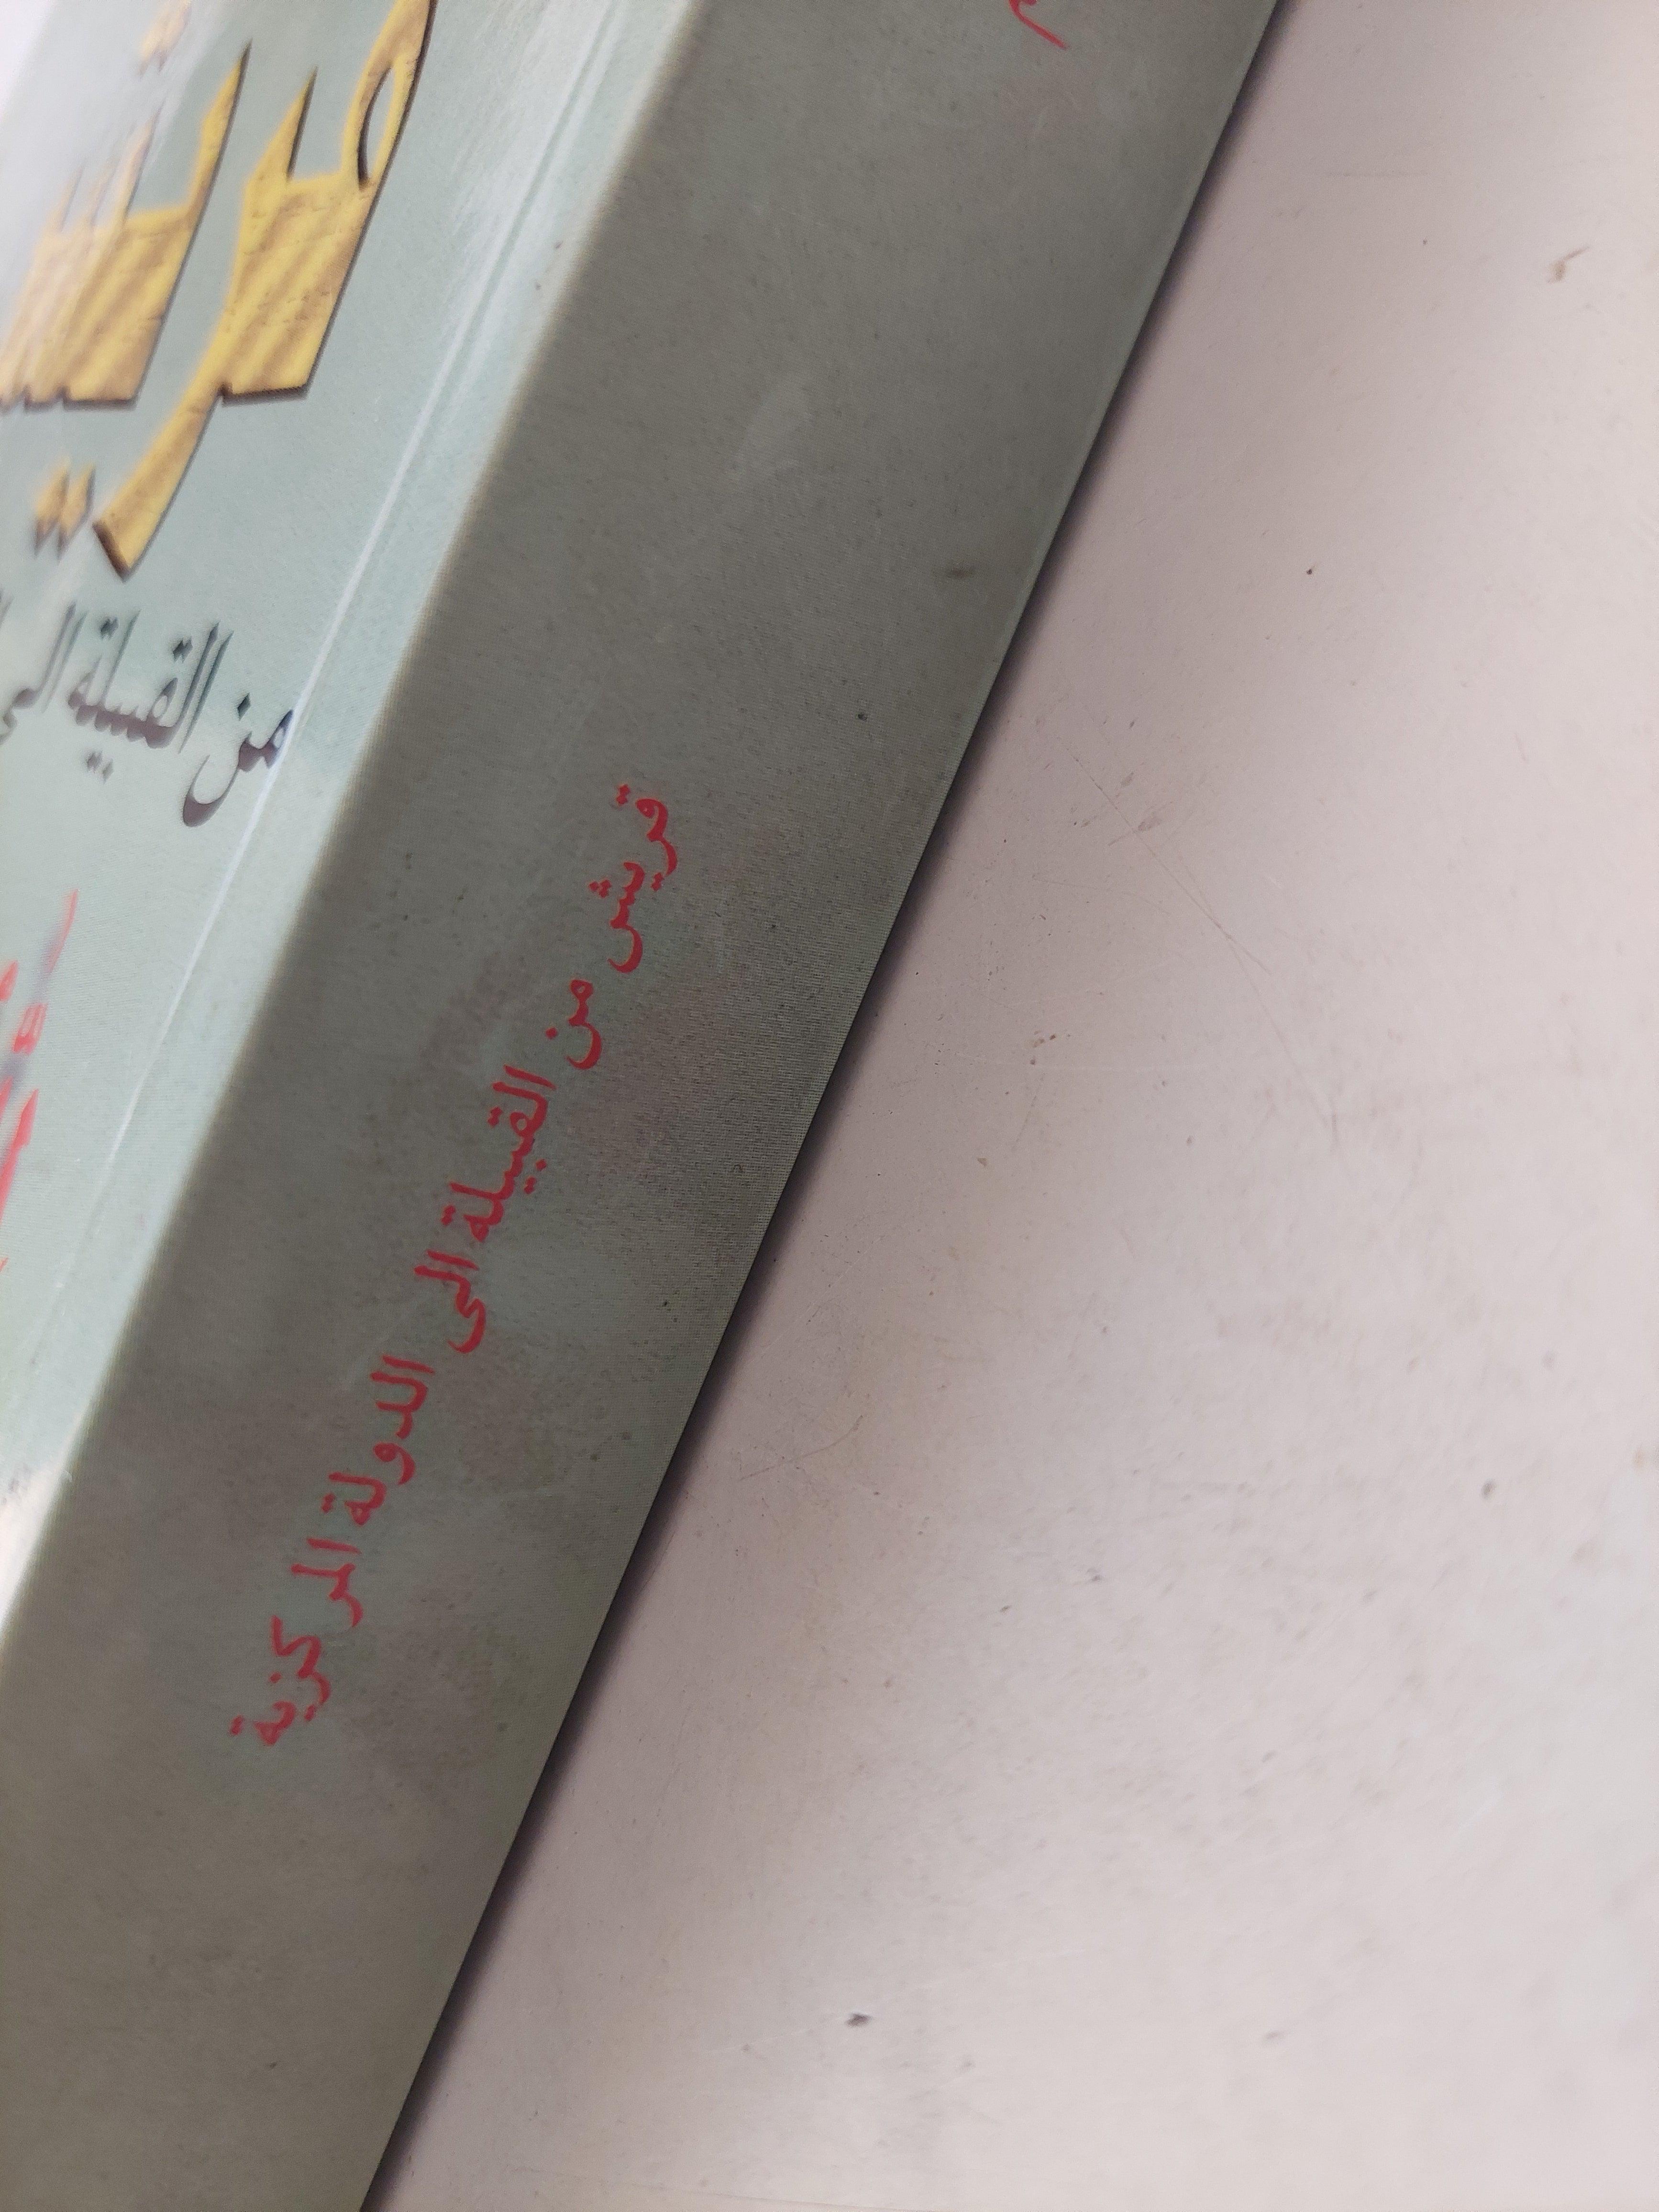 قريش
من القبيلة الى
قريش من القبيلة الى الدولة المركزية